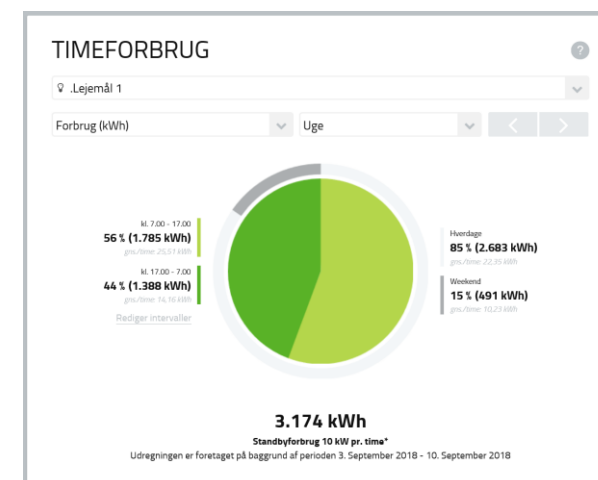 TIMEFORBRUG
?
.Lejemål 1
Forbrug (kWh)
Uge
kl. 7.00 - 17.00
56 % (1.785 kWh)
gns./time: 25,51 kWh
kl. 17.00 - 7.00
44 % (1.388 kWh)
gns./time: 14,16 kWh
Rediger intervaller
Hverdage
85 % (2.683 kWh)
gns./time: 22,35 kWh
Weekend
15 % (491 kWh)
gns./time: 10,23 kWh
3.174 kWh
Standbyforbrug 10 kW pr. time*
Udregningen er foretaget på baggrund af perioden 3. September 2018 - 10. September 2018